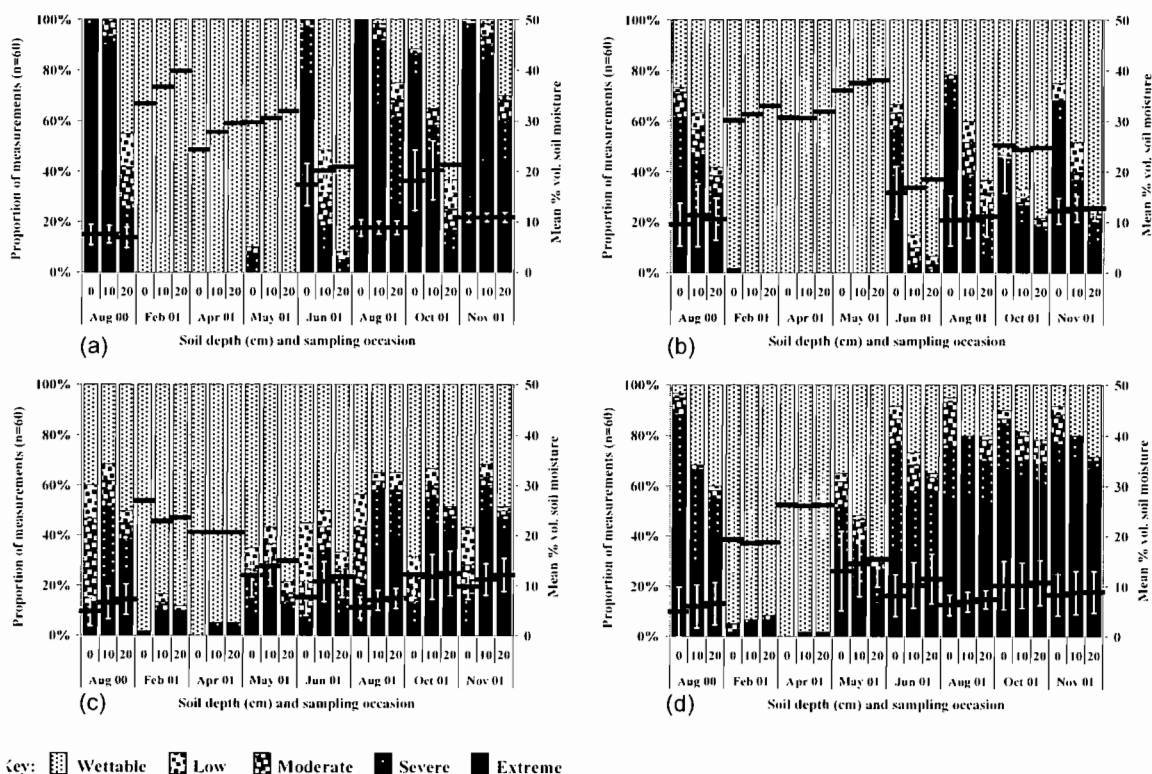 100%
80%
60%
40%
20%
0%
Proportion of measurements (n=60)
50
40
30
20
10
0
Mean % vol. soil moisture
0 10 20 0 10 20 0 10 20 0 10 20 0 10 20 0 10 20 0 10 20 0 10 20
Aug 00 Feb 01 Apr 01 May 01 Jun 01 Aug 01 Oct 01 Nov 01
Soil depth (cm) and sampling occasion
(a)
100%
80%
60%
40%
20%
0%
Proportion of measurements (n=60)
50
40
30
20
10
0
Mean % vol. soil moisture
0 10 20 0 10 20 0 10 20 0 10 20 0 10 20 0 10 20 0 10 20 0 10 20
Aug 00 Feb 01 Apr 01 May 01 Jun 01 Aug 01 Oct 01 Nov 01
Soil depth (cm) and sampling occasion
(b)
100%
80%
60%
40%
20%
0%
Proportion of measurements (n=60)
50
40
30
20
10
0
Mean % vol. soil moisture
0 10 20 0 10 20 0 10 20 0 10 20 0 10 20 0 10 20 0 10 20 0 10 20
Aug 00 Feb 01 Apr 01 May 01 Jun 01 Aug 01 Oct 01 Nov 01
Soil depth (cm) and sampling occasion
(c)
100%
80%
60%
40%
20%
0%
Proportion of measurements (n=60)
50
40
30
20
10
0
Mean % vol. soil moisture
0 10 20 0 10 20 0 10 20 0 10 20 0 10 20 0 10 20 0 10 20 0 10 20
Aug 00 Feb 01 Apr 01 May 01 Jun 01 Aug 01 Oct 01 Nov 01
Soil depth (cm) and sampling occasion
(d)
Key: Wettable Low Moderate Severe Extreme